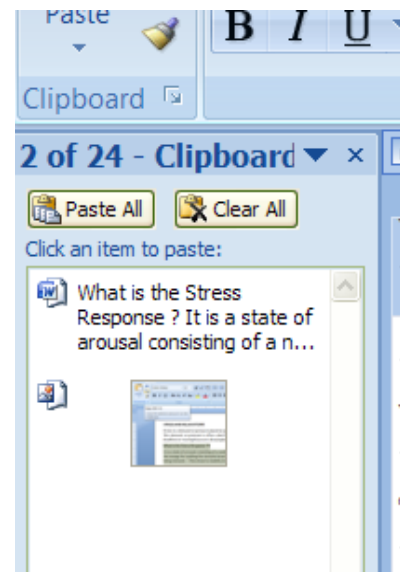 Paste
B I U
Clipboard
2 of 24 - Clipboard
Paste All Clear All
Click an item to paste:
What is the Stress
Response ? It is a state of
arousal consisting of a n...